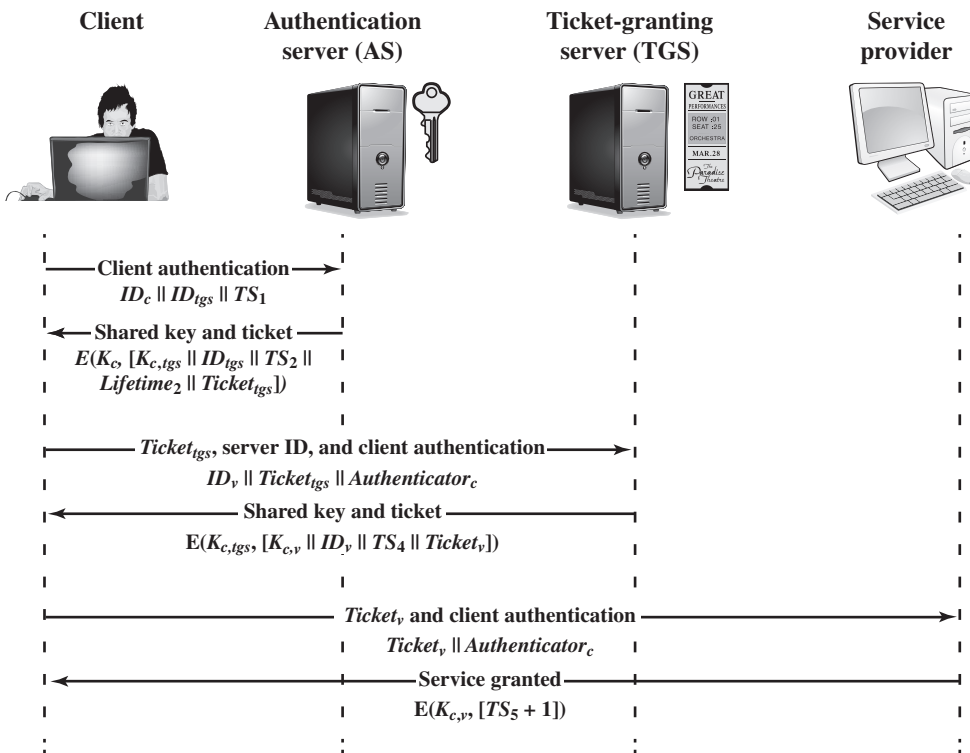 Client
Authentication
server (AS)
Ticket-granting
server (TGS)
Service
provider
GREAT
PERFORMANCES
ROW :01
SEAT :25
ORCHESTRA
MAR.28
The
Paradise
Theatre
Client authentication
IDc || IDtgs || TS1
Shared key and ticket
E(Kc, [Kc,tgs || IDtgs || TS2 ||
Lifetime2 || Tickettgs])
Tickettgs, server ID, and client authentication
IDv || Tickettgs || Authenticatorc
Shared key and ticket
E(Kc,tgs, [Kc,v || IDv || TS4 || Ticketv])
Ticketv and client authentication
Ticketv || Authenticatorc
Service granted
E(Kc,v, [TS5 + 1])